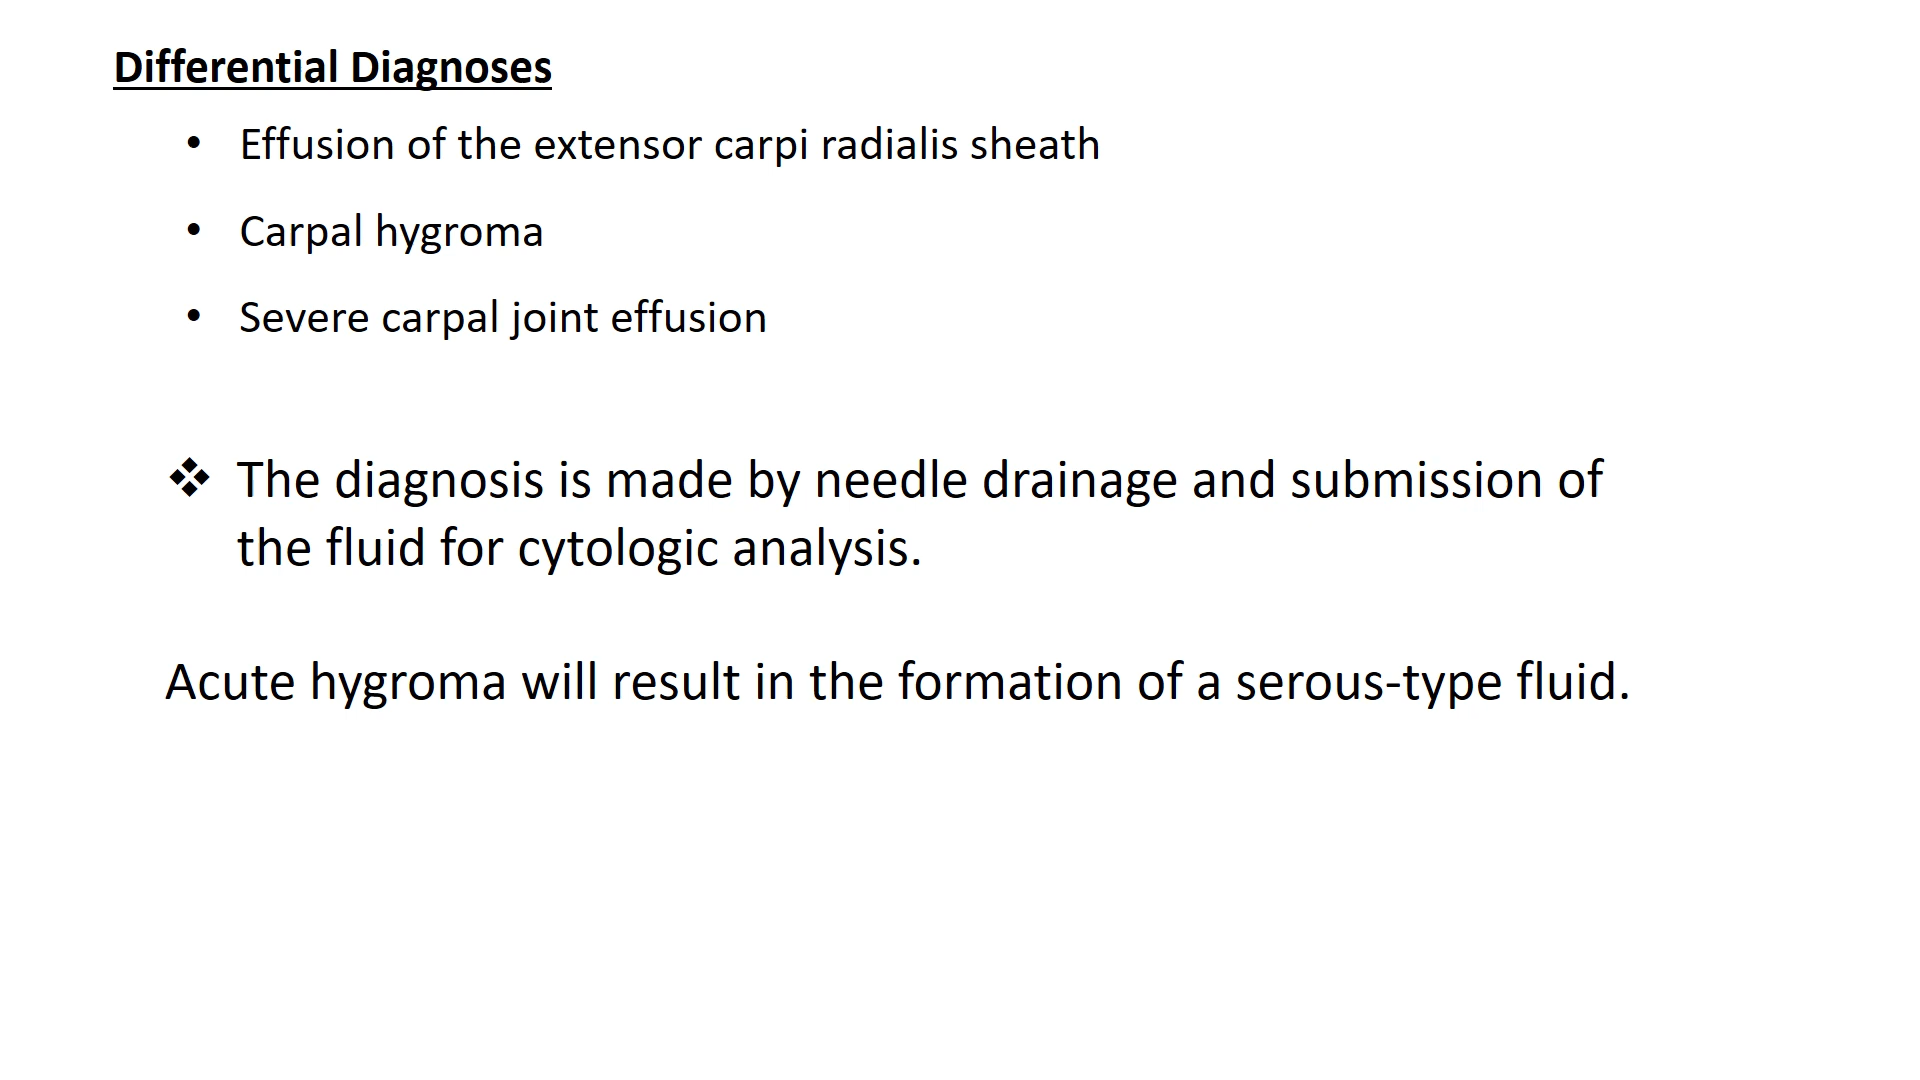 Differential Diagnoses
• Effusion of the extensor carpi radialis sheath
• Carpal hygroma
• Severe carpal joint effusion
❖ The diagnosis is made by needle drainage and submission of
the fluid for cytologic analysis.
Acute hygroma will result in the formation of a serous-type fluid.